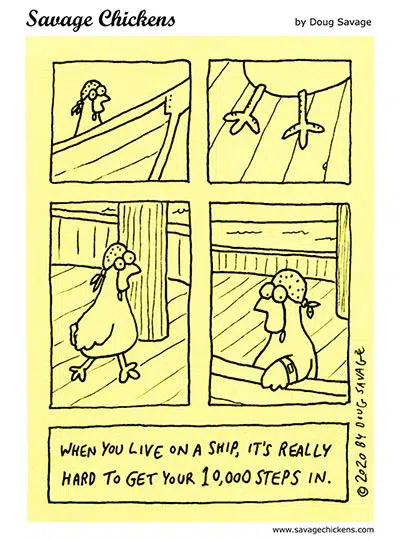 Savage Chickens
by Doug Savage
WHEN YOU LIVE ON A SHIP, IT'S REALLY
HARD TO GET YOUR 10,000 STEPS IN.
© 2020 BY DOUG SAVAGE
www.savagechickens.com